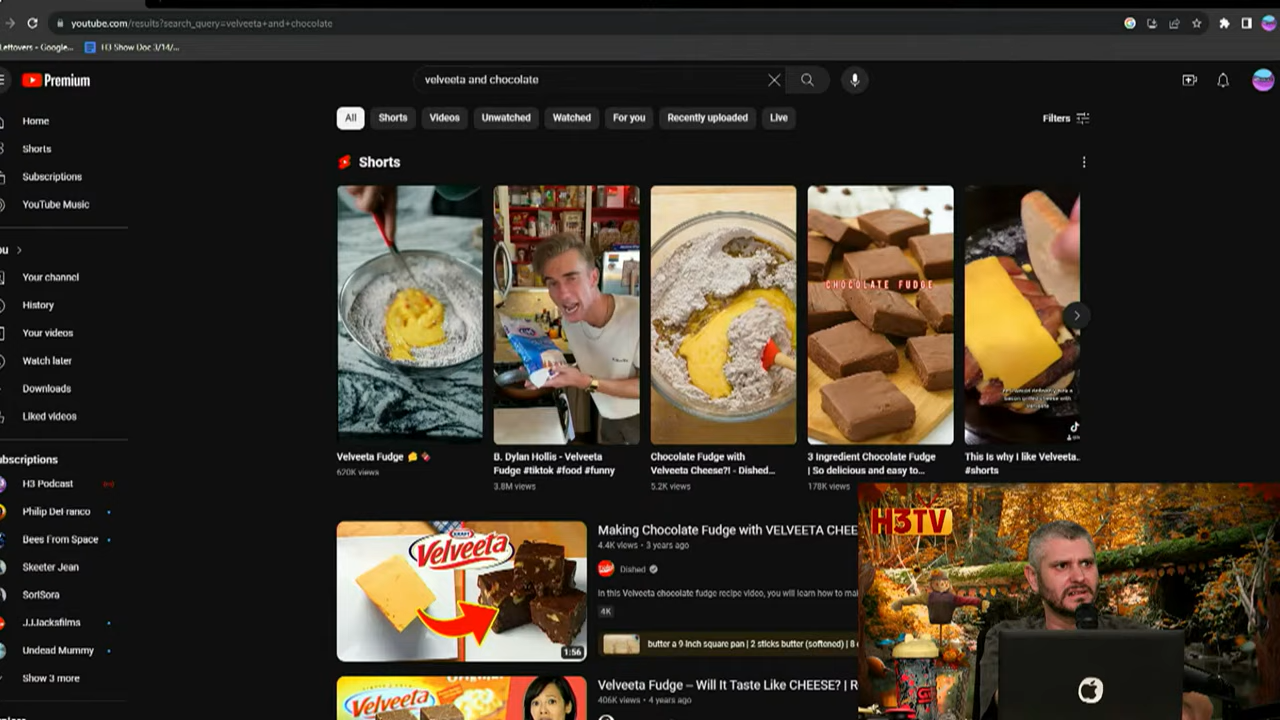 youtube.com/results?search_query=velveeta+and+chocolate
Leftovers - Google...
H3 Show Doc 3/14/...
Premium
velveeta and chocolate
All
Shorts
Videos
Unwatched
Watched
For you
Recently uploaded
Live
Filters
Home
Shorts
Subscriptions
YouTube Music
ou
Your channel
History
Your videos
Watch later
Downloads
Liked videos
ubscriptions
H3 Podcast
Philip DeFranco
Bees From Space
Skeeter Jean
SoriSora
JJJacksfilms
Undead Mummy
Show 3 more
Shorts
CHOCOLATE FUDGE
Velveeta Fudge
620K views
B. Dylan Hollis - Velveeta
Fudge #tiktok #food #funny
3.8M views
Chocolate Fudge with
Velveeta Cheese?! - Dished...
5.2K views
3 Ingredient Chocolate Fudge
| So delicious and easy to...
178K views
This Is why I like Velveeta..
#shorts
KRAFT
Velveeta
1:56
Making Chocolate Fudge with VELVEETA CHEE
4.4K views • 3 years ago
Dished
In this Velveeta chocolate fudge recipe video, you will learn how to ma
4K
butter a 9 inch square pan | 2 sticks butter (softened) | 8
Velveeta
ORIGINAL
Velveeta Fudge – Will It Taste Like CHEESE? | R
406K views • 4 years ago
H3TV